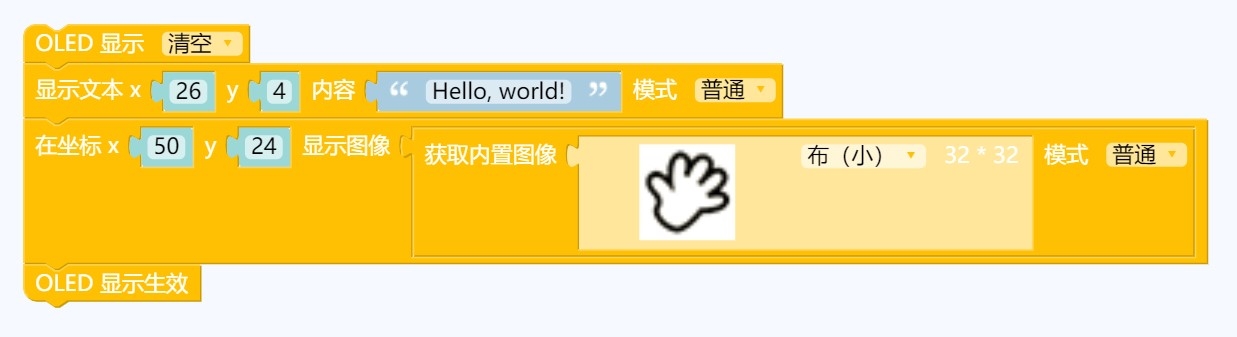 OLED 显示 清空
显示文本 x 26 y 4 内容 “ Hello, world! ” 模式 普通
在坐标 x 50 y 24 显示图像 获取内置图像 布（小） 32 * 32 模式 普通
OLED 显示生效